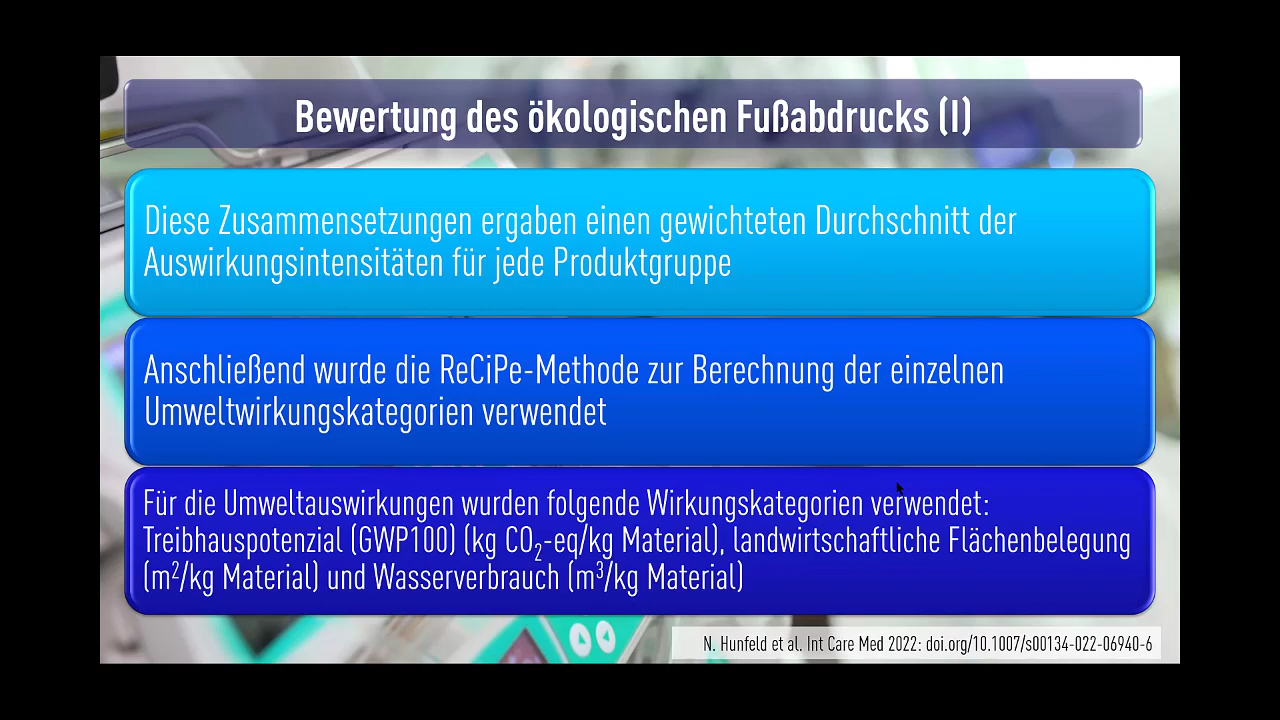 Bewertung des ökologischen Fußabdrucks (I)
Diese Zusammensetzungen ergaben einen gewichteten Durchschnitt der
Auswirkungsintensitäten für jede Produktgruppe
Anschließend wurde die ReCiPe-Methode zur Berechnung der einzelnen
Umweltwirkungskategorien verwendet
Für die Umweltauswirkungen wurden folgende Wirkungskategorien verwendet:
Treibhauspotenzial (GWP100) (kg CO₂-eq/kg Material), landwirtschaftliche Flächenbelegung
(m²/kg Material) und Wasserverbrauch (m³/kg Material)
N. Hunfeld et al. Int Care Med 2022: doi.org/10.1007/s00134-022-06940-6